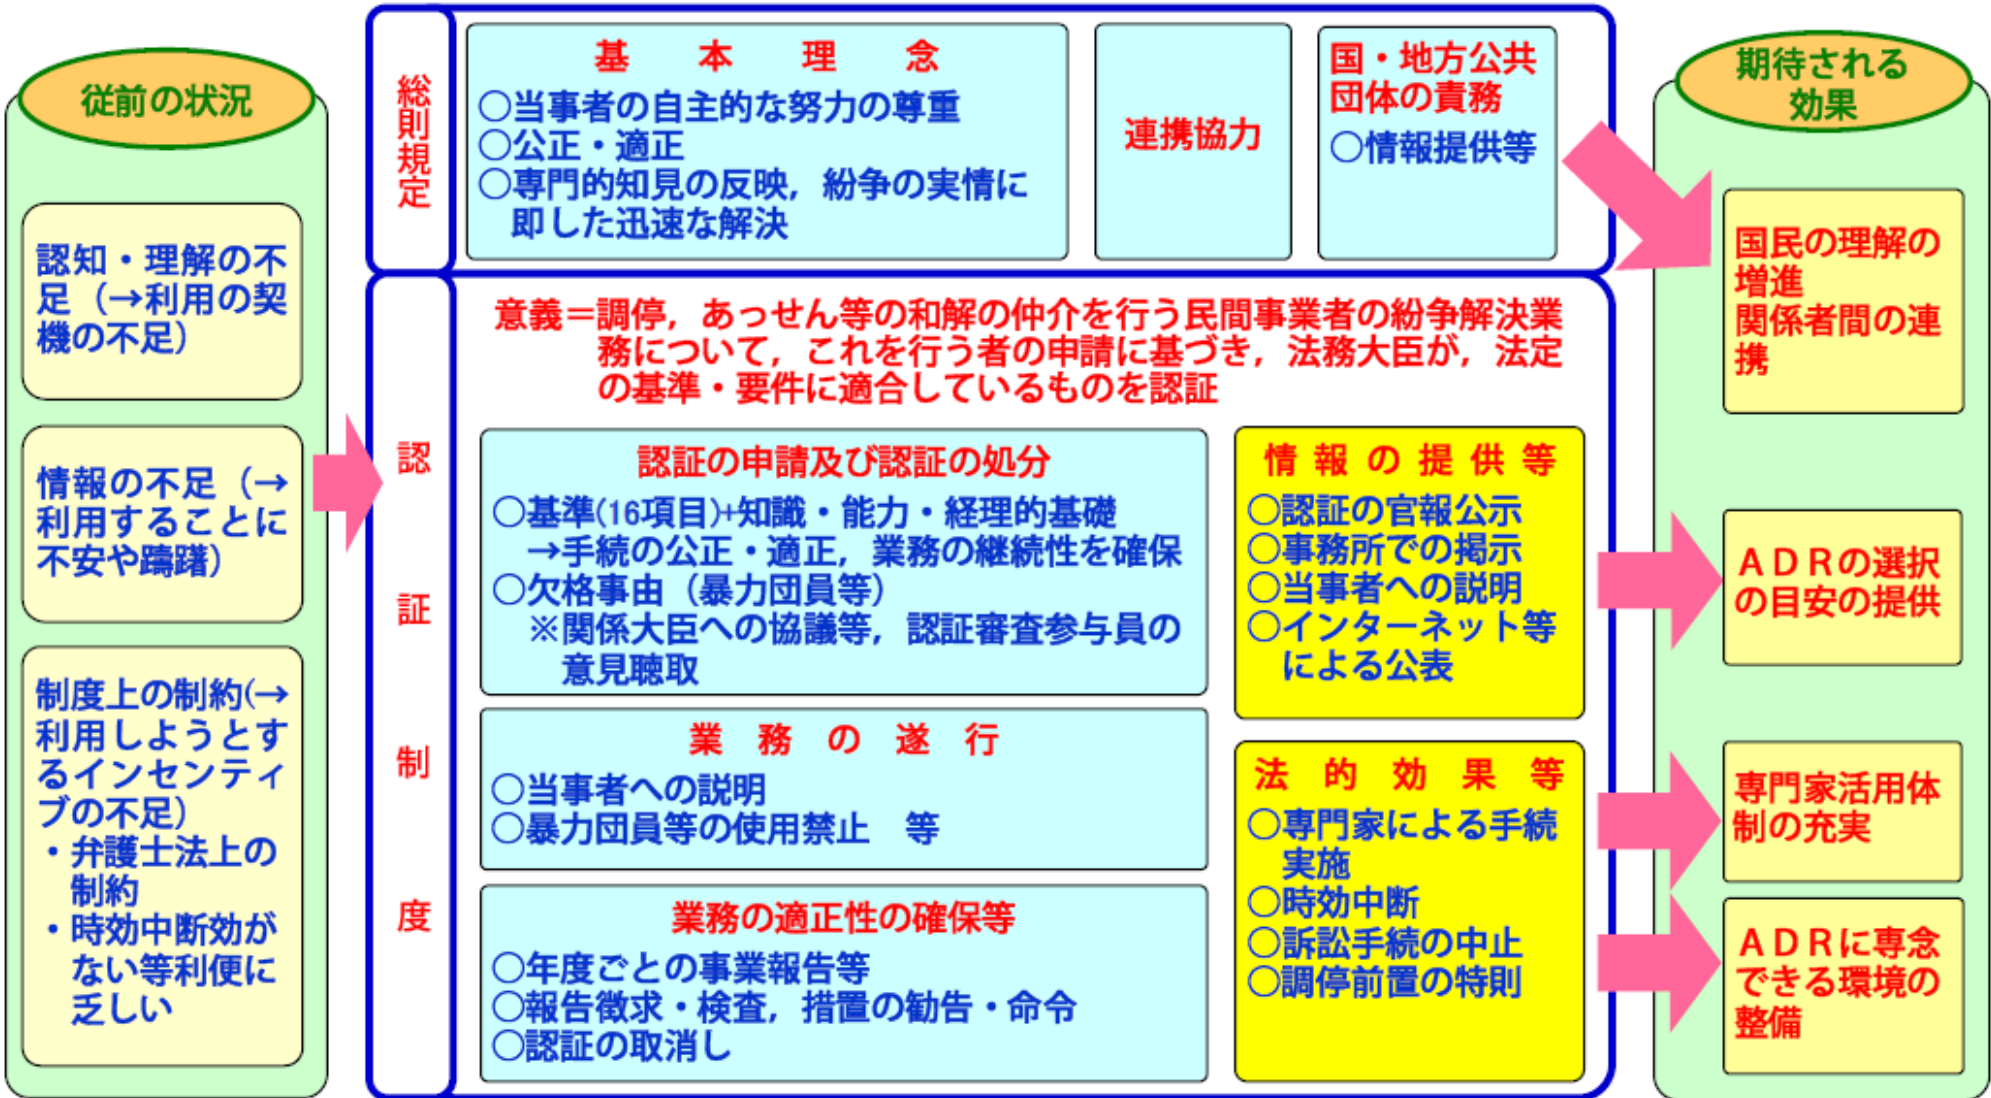 従前の状況
認知・理解の不
足（→利用の契
機の不足）
情報の不足（→
利用することに
不安や躊躇）
制度上の制約(→
利用しようとす
るインセンティ
ブの不足）
・弁護士法上の
制約
・時効中断効が
ない等利便に
乏しい
総則規定
基本理念
○当事者の自主的な努力の尊重
○公正・適正
○専門的知見の反映，紛争の実情に
即した迅速な解決
連携協力
国・地方公共
団体の責務
○情報提供等
認証制度
意義＝調停，あっせん等の和解の仲介を行う民間事業者の紛争解決業
務について，これを行う者の申請に基づき，法務大臣が，法定
の基準・要件に適合しているものを認証
認証の申請及び認証の処分
○基準(16項目)+知識・能力・経理的基礎
→手続の公正・適正，業務の継続性を確保
○欠格事由（暴力団員等）
※関係大臣への協議等，認証審査参与員の
意見聴取
業務の遂行
○当事者への説明
○暴力団員等の使用禁止　等
業務の適正性の確保等
○年度ごとの事業報告等
○報告徴求・検査，措置の勧告・命令
○認証の取消し
情報の提供等
○認証の官報公示
○事務所での掲示
○当事者への説明
○インターネット等
による公表
法的効果等
○専門家による手続
実施
○時効中断
○訴訟手続の中止
○調停前置の特則
期待される
効果
国民の理解の
増進
関係者間の連
携
ＡＤＲの選択
の目安の提供
専門家活用体
制の充実
ＡＤＲに専念
できる環境の
整備